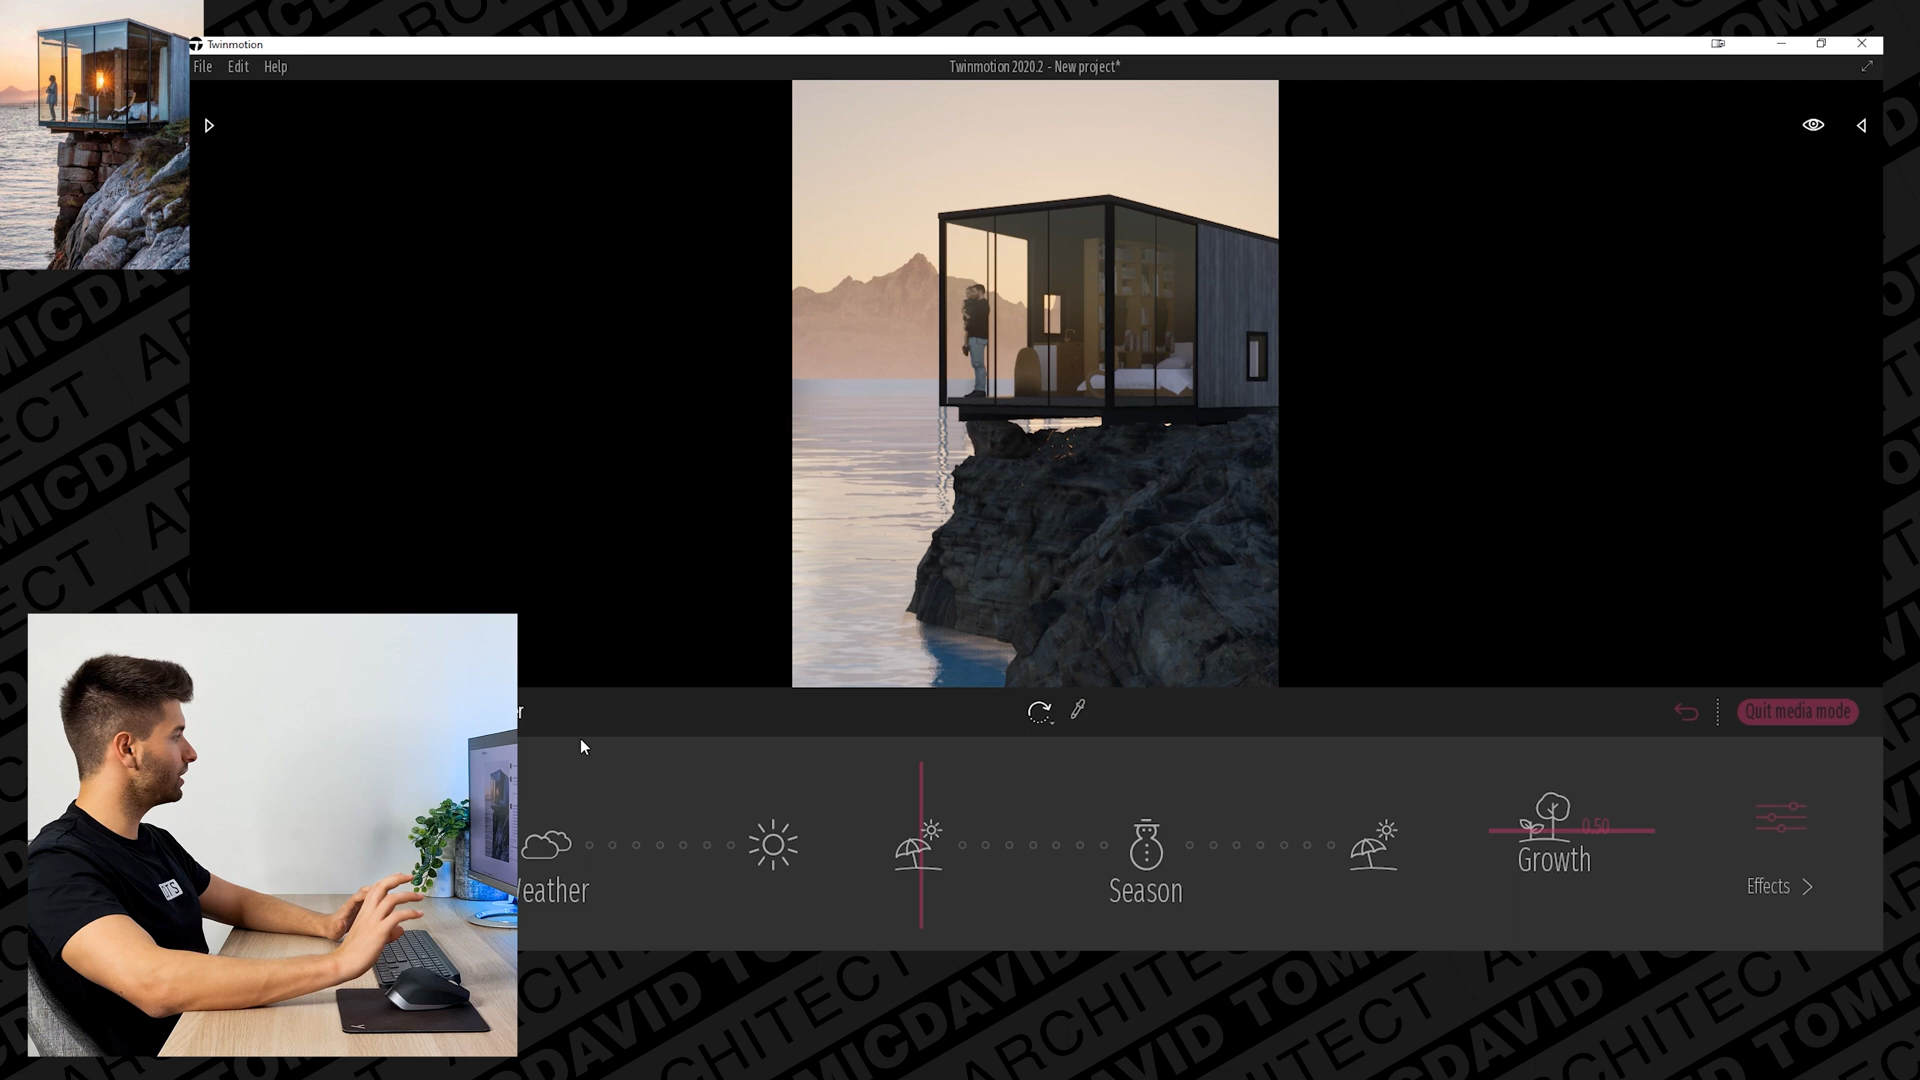 Twinmotion
File Edit Help
Twinmotion 2020.2 - New project*
r
Quit media mode
0.50
Growth
eather
Season
Effects
ITS
DAVID TOMIC
ARCHITECT